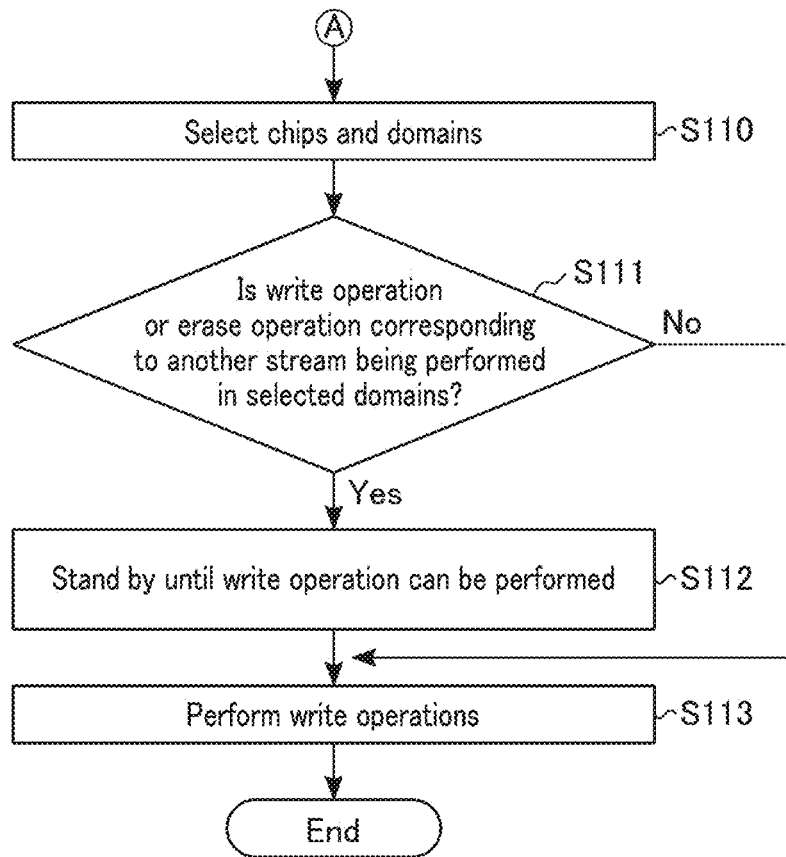 A
Select chips and domains
S110
Is write operation
or erase operation corresponding
to another stream being performed
in selected domains?
S111
No
Yes
Stand by until write operation can be performed
S112
Perform write operations
S113
End